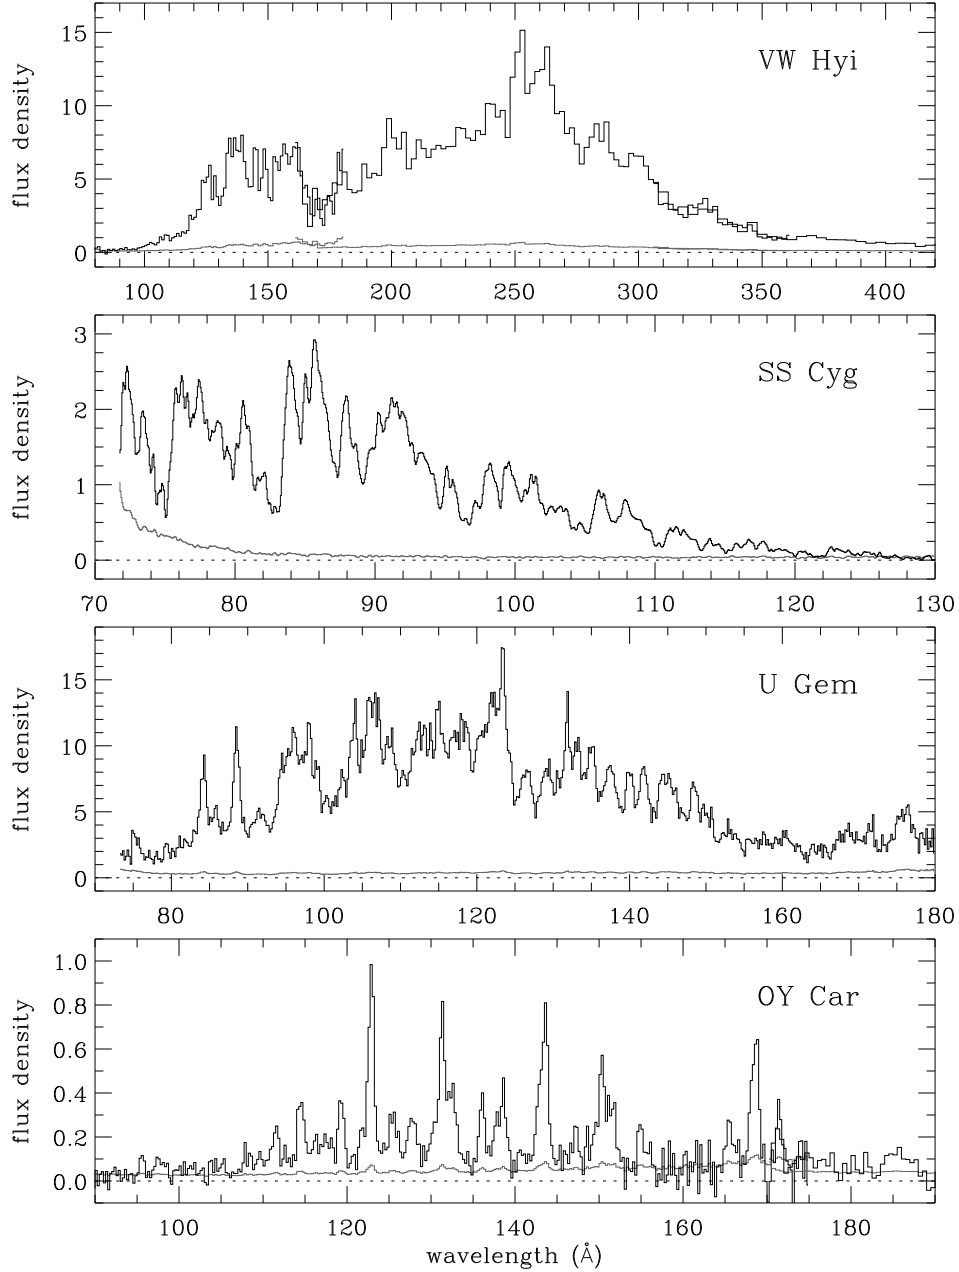 VW Hyi
flux density
15
10
5
0
100 150 200 250 300 350 400
SS Cyg
flux density
3
2
1
0
70 80 90 100 110 120 130
U Gem
flux density
15
10
5
0
80 100 120 140 160 180
OY Car
flux density
1.0
0.8
0.6
0.4
0.2
0.0
100 120 140 160 180
wavelength (Å)